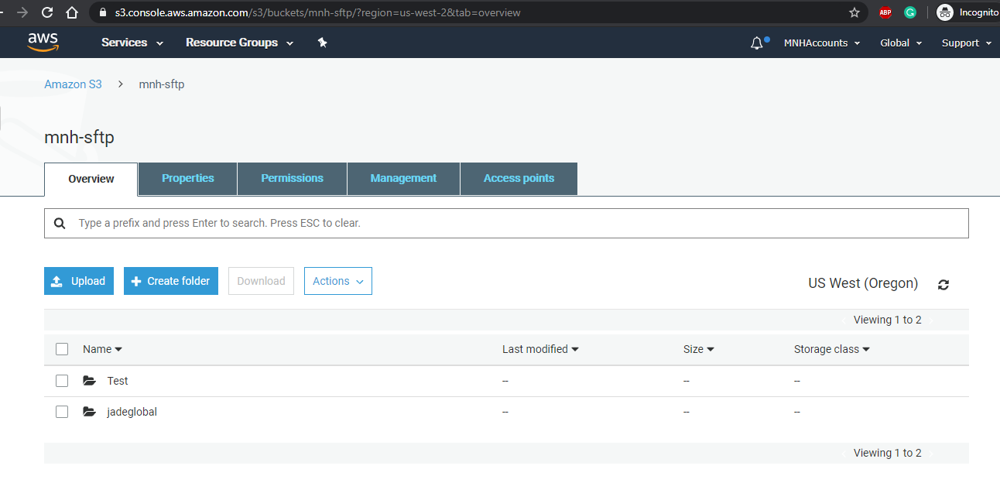 s3.console.aws.amazon.com/s3/buckets/mnh-sftp/?region=us-west-2&tab=overview
ABP
G
Incognito
aws
Services
Resource Groups
MNHAccounts
Global
Support
Amazon S3 > mnh-sftp
mnh-sftp
Overview
Properties
Permissions
Management
Access points
Type a prefix and press Enter to search. Press ESC to clear.
Upload
Create folder
Download
Actions
US West (Oregon)
Viewing 1 to 2
Name
Last modified
Size
Storage class
Test -- -- --
jadeglobal -- -- --
Viewing 1 to 2